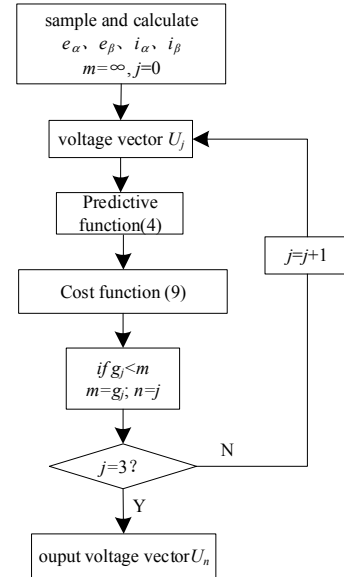 sample and calculate
eα、eβ、iα、iβ
m=∞,j=0
voltage vector Uj
Predictive
function(4)
j=j+1
Cost function (9)
if gj<m
m=gj; n=j
j=3?
N
Y
ouput voltage vectorUn